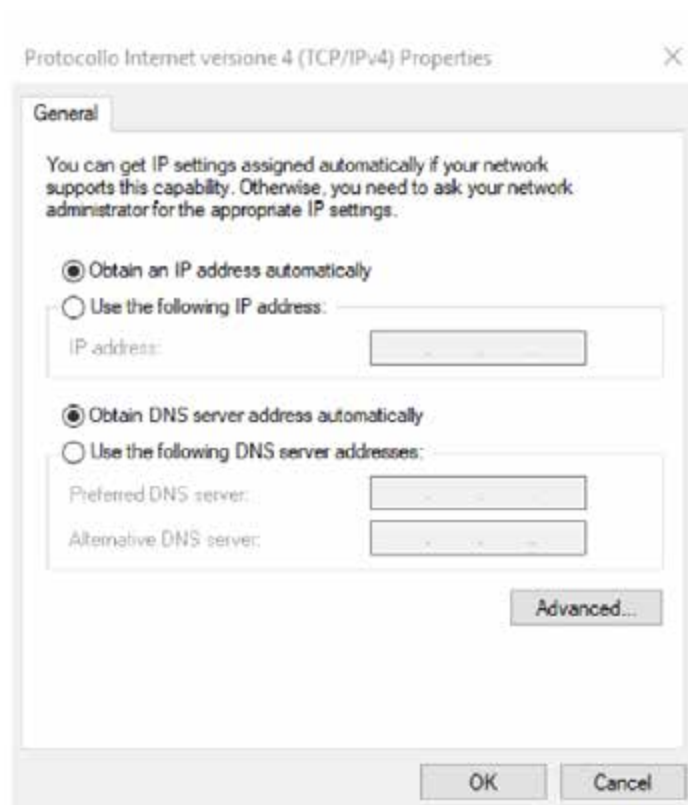 Protocollo Internet versione 4 (TCP/IPv4) Properties
General
You can get IP settings assigned automatically if your network
supports this capability. Otherwise, you need to ask your network
administrator for the appropriate IP settings.
Obtain an IP address automatically
Use the following IP address:
IP address:
Obtain DNS server address automatically
Use the following DNS server addresses:
Preferred DNS server:
Alternative DNS server:
Advanced...
OK Cancel